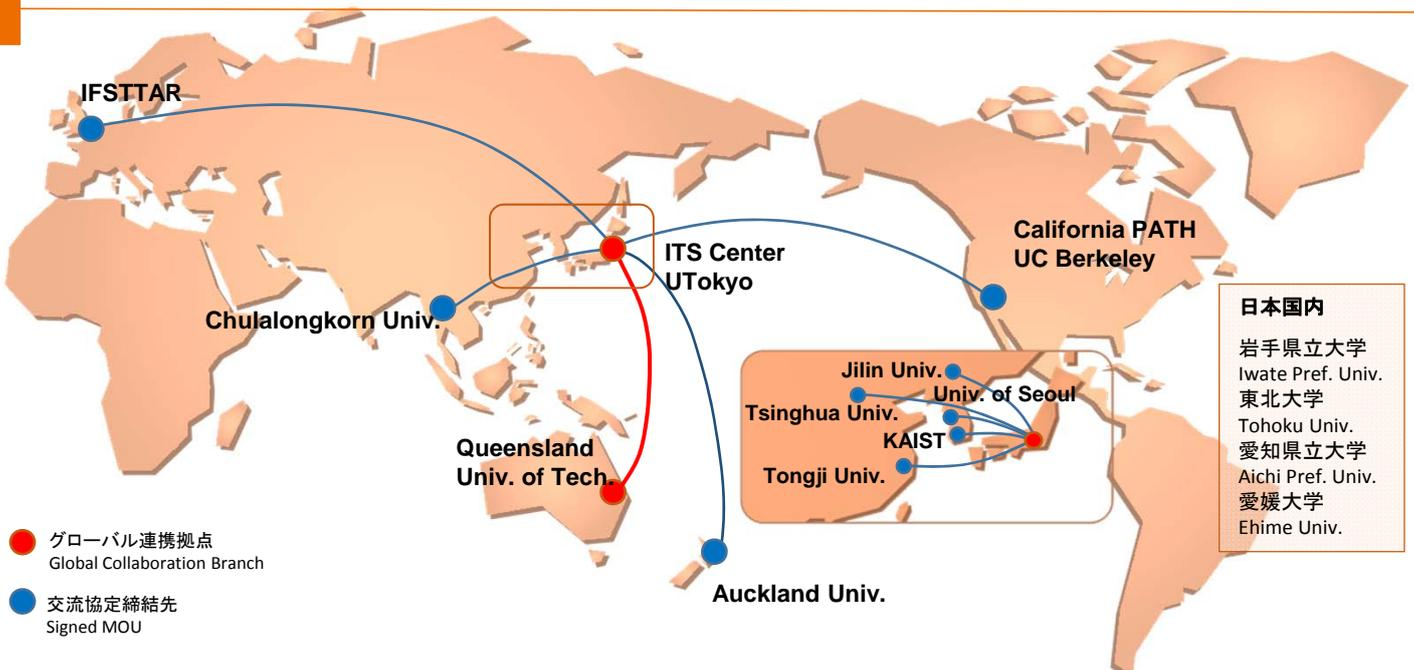 IFSTTAR
ITS Center
UTokyo
California PATH
UC Berkeley
Chulalongkorn Univ.
Queensland
Univ. of Tech.
Auckland Univ.
Jilin Univ.
Univ. of Seoul
Tsinghua Univ.
KAIST
Tongji Univ.
日本国内
岩手県立大学
Iwate Pref. Univ.
東北大学
Tohoku Univ.
愛知県立大学
Aichi Pref. Univ.
愛媛大学
Ehime Univ.
グローバル連携拠点
Global Collaboration Branch
交流協定締結先
Signed MOU